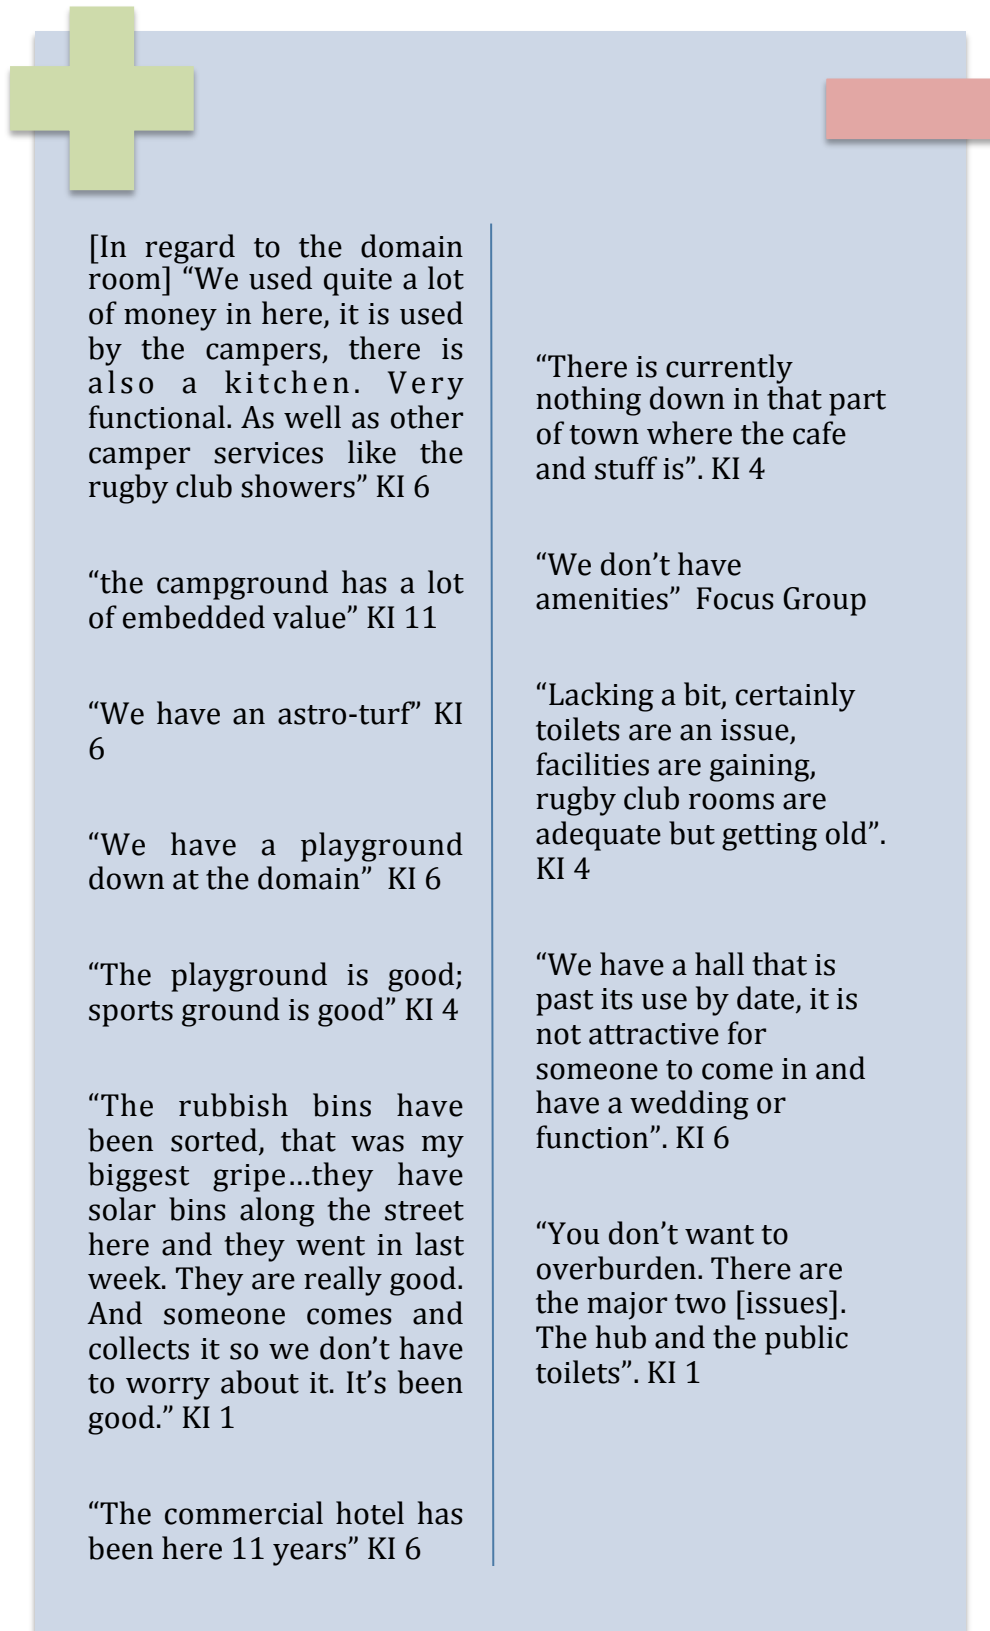 [In regard to the domain
room] “We used quite a lot
of money in here, it is used
by the campers, there is
also a kitchen. Very
functional. As well as other
camper services like the
rugby club showers” KI 6
“the campground has a lot
of embedded value” KI 11
“We have an astro-turf” KI
6
“We have a playground
down at the domain” KI 6
“The playground is good;
sports ground is good” KI 4
“The rubbish bins have
been sorted, that was my
biggest gripe…they have
solar bins along the street
here and they went in last
week. They are really good.
And someone comes and
collects it so we don’t have
to worry about it. It’s been
good.” KI 1
“The commercial hotel has
been here 11 years” KI 6
“There is currently
nothing down in that part
of town where the cafe
and stuff is”. KI 4
“We don’t have
amenities” Focus Group
“Lacking a bit, certainly
toilets are an issue,
facilities are gaining,
rugby club rooms are
adequate but getting old”.
KI 4
“We have a hall that is
past its use by date, it is
not attractive for
someone to come in and
have a wedding or
function”. KI 6
“You don’t want to
overburden. There are
the major two [issues].
The hub and the public
toilets”. KI 1